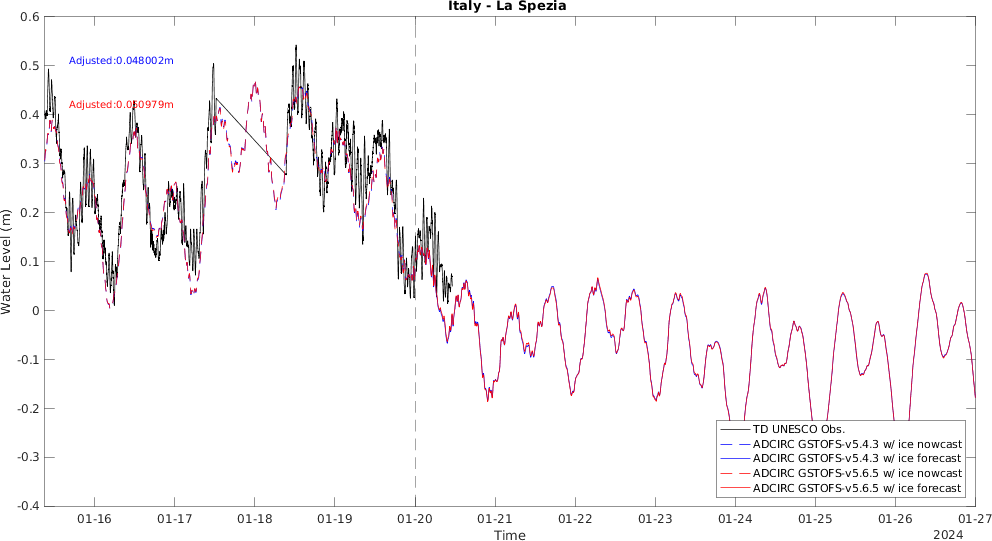 Italy - La Spezia
Adjusted:0.048002m
Adjusted:0.050979m
Water Level (m)
0.6
0.5
0.4
0.3
0.2
0.1
0
-0.1
-0.2
-0.3
-0.4
TD UNESCO Obs.
ADCIRC GSTOFS-v5.4.3 w/ ice nowcast
ADCIRC GSTOFS-v5.4.3 w/ ice forecast
ADCIRC GSTOFS-v5.6.5 w/ ice nowcast
ADCIRC GSTOFS-v5.6.5 w/ ice forecast
01-16 01-17 01-18 01-19 01-20 01-21 01-22 01-23 01-24 01-25 01-26 01-27
Time
2024